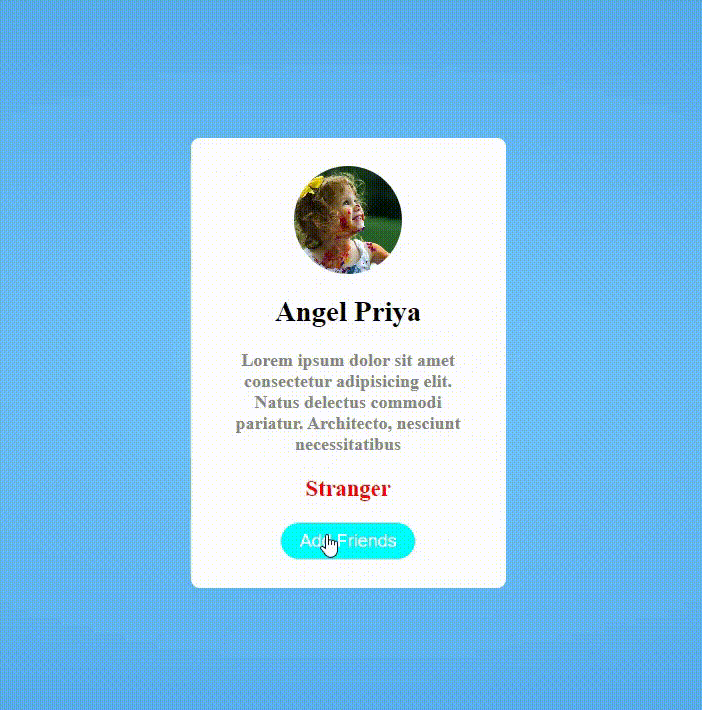 Angel Priya
Lorem ipsum dolor sit amet
consectetur adipisicing elit.
Natus delectus commodi
pariatur. Architecto, nesciunt
necessitatibus
Stranger
Add Friends